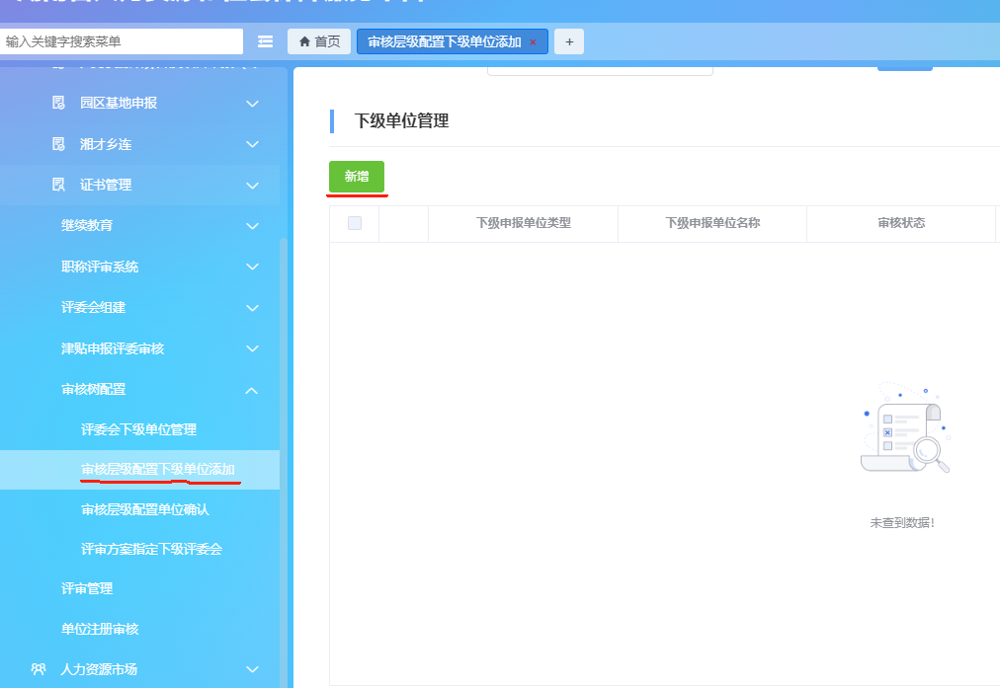 输入关键字搜索菜单
首页
审核层级配置下级单位添加 ×
+
园区基地申报
湘才乡连
证书管理
继续教育
职称评审系统
评委会组建
津贴申报评委审核
审核树配置
评委会下级单位管理
审核层级配置下级单位添加
审核层级配置单位确认
评审方案指定下级评委会
评审管理
单位注册审核
人力资源市场
下级单位管理
新增
下级申报单位类型 下级申报单位名称 审核状态
未查到数据!